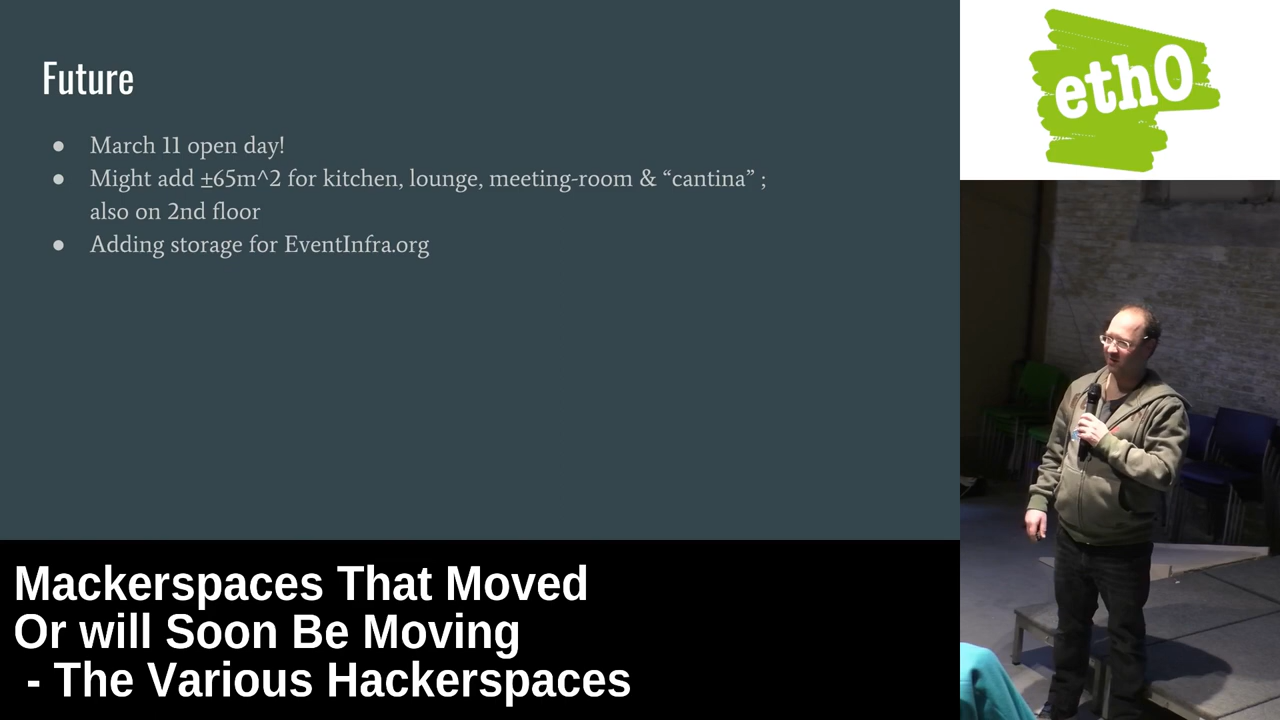 Future
● March 11 open day!
● Might add ±65m^2 for kitchen, lounge, meeting-room & “cantina” ;
also on 2nd floor
● Adding storage for EventInfra.org
eth0
Mackerspaces That Moved
Or will Soon Be Moving
- The Various Hackerspaces